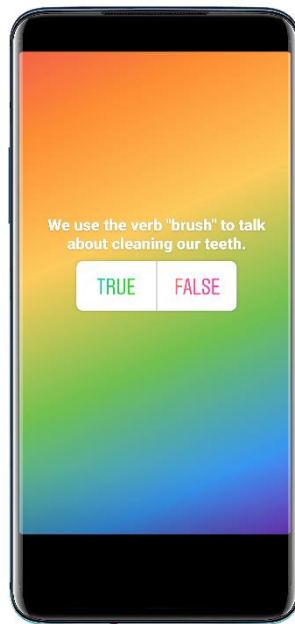 We use the verb "brush" to talk
about cleaning our teeth.
TRUE FALSE